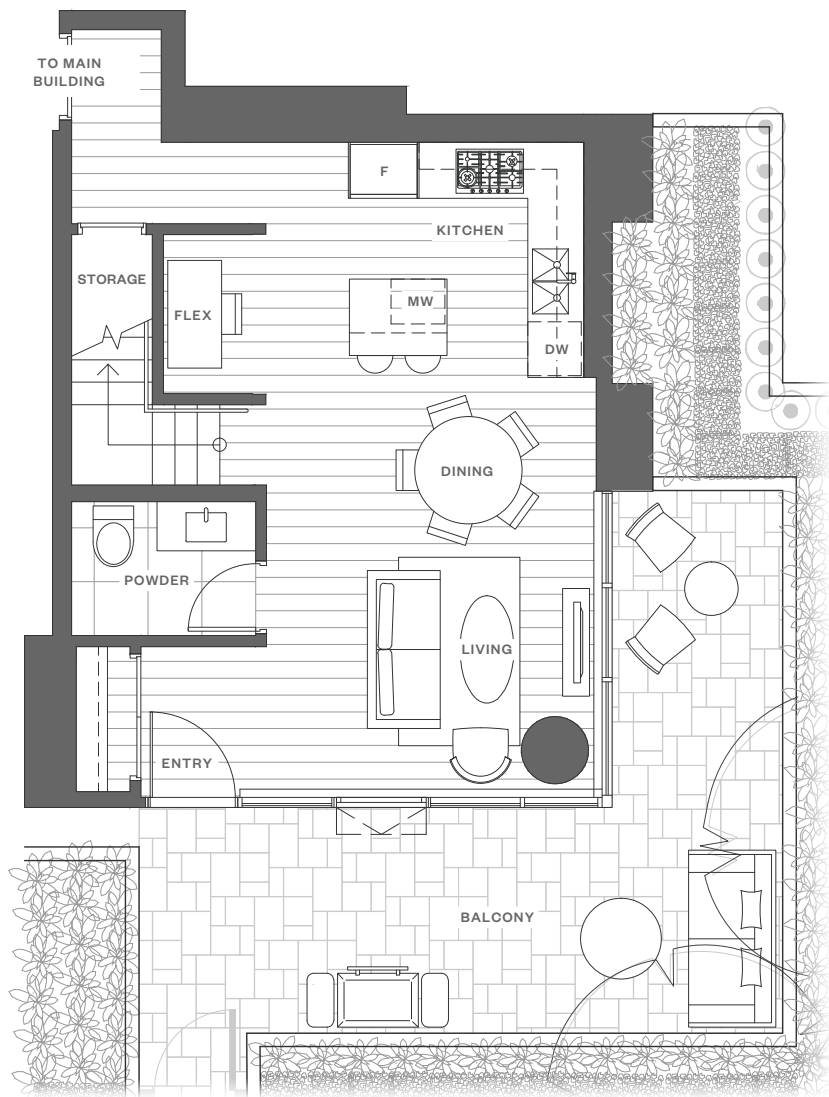 TO MAIN
BUILDING
F
KITCHEN
STORAGE
MW
FLEX
DW
DINING
POWDER
LIVING
ENTRY
BALCONY